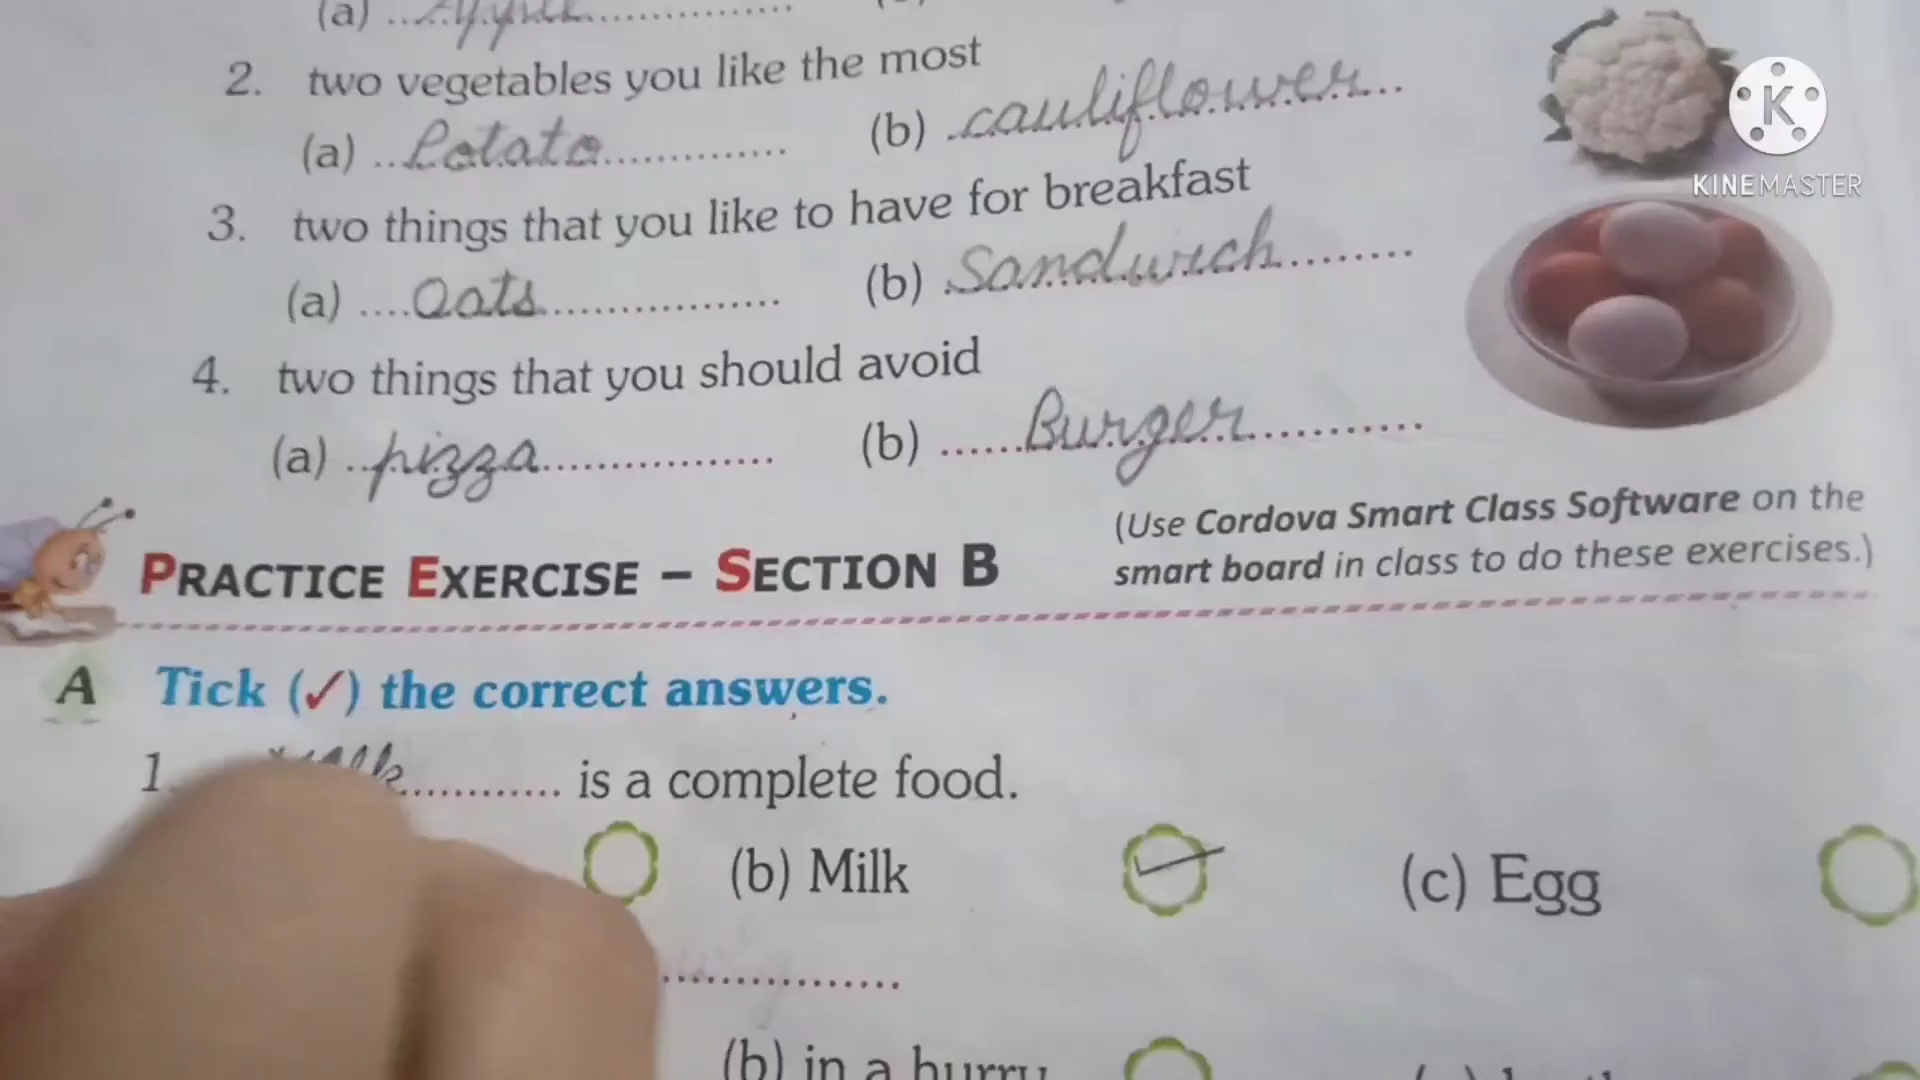 (a) ...Apple..................
2. two vegetables you like the most
(a) ..Potato.............. (b) .cauliflower...
KINEMASTER
3. two things that you like to have for breakfast
(a) ....Oats.................. (b) .Sandwich.........
4. two things that you should avoid
(a) ..pizza.................. (b) ......Burger..............
PRACTICE EXERCISE – SECTION B
(Use Cordova Smart Class Software on the
smart board in class to do these exercises.)
A Tick (✓) the correct answers.
1. Milk............ is a complete food.
(b) Milk ✓ (c) Egg
(b) in a hurry